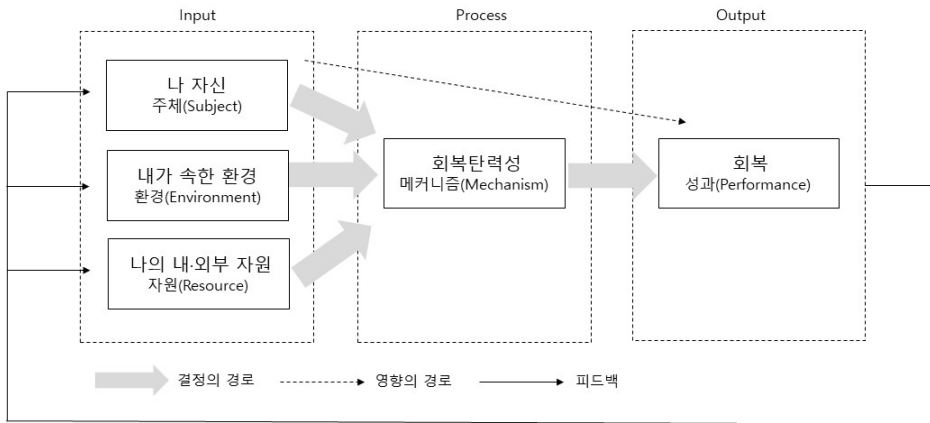 Input
Process
Output
나 자신
주체(Subject)
내가 속한 환경
환경(Environment)
나의 내·외부 자원
자원(Resource)
회복탄력성
메커니즘(Mechanism)
회복
성과(Performance)
결정의 경로
영향의 경로
피드백